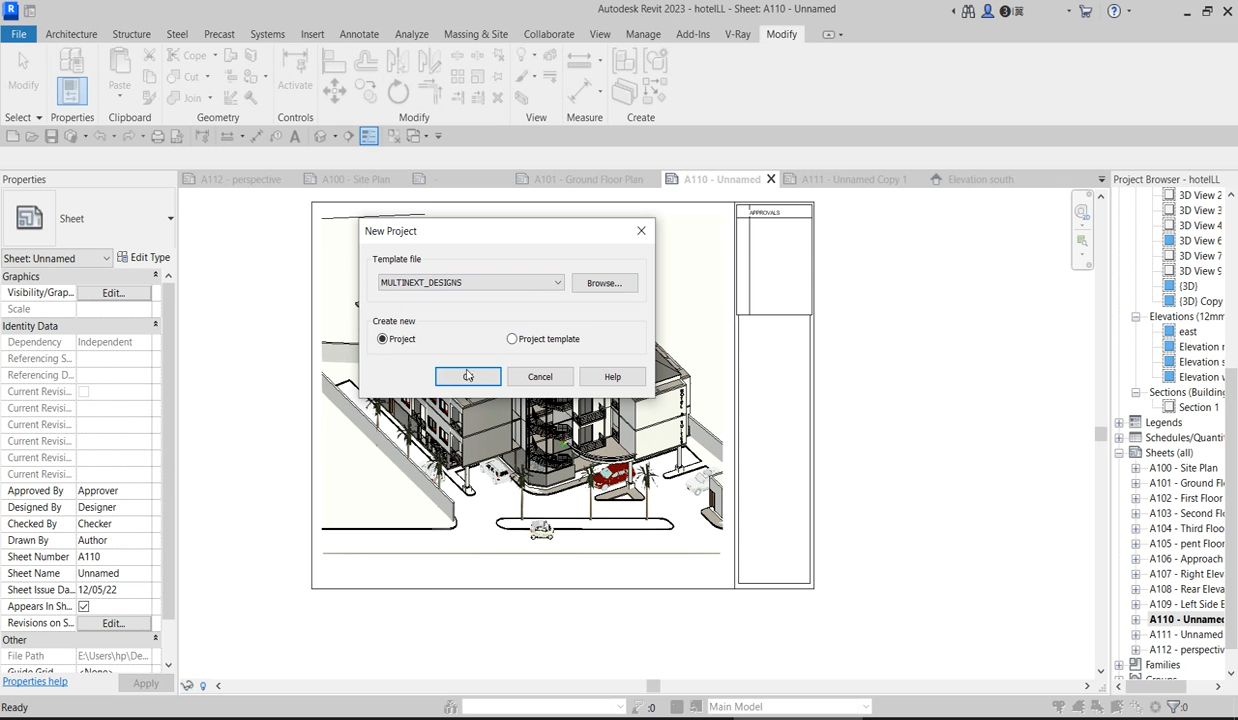 Autodesk Revit 2023 - hotelLL - Sheet: A110 - Unnamed
File Architecture Structure Steel Precast Systems Insert Annotate Analyze Massing & Site Collaborate View Manage Add-Ins V-Ray Modify
Modify Paste Cope Cut Join Activate
Select Properties Clipboard Geometry Controls Modify View Measure Create
Properties
A112 - perspective A100 - Site Plan - A101 - Ground Floor Plan A110 - Unnamed A111 - Unnamed Copy 1 Elevation south
Project Browser - hotelLL
Sheet
Sheet: Unnamed Edit Type
Graphics
Visibility/Grap... Edit...
Scale
Identity Data
Dependency Independent
Referencing S...
Referencing D...
Current Revisi...
Current Revisi...
Current Revisi...
Current Revisi...
Current Revisi...
Current Revisi...
Approved By Approver
Designed By Designer
Checked By Checker
Drawn By Author
Sheet Number A110
Sheet Name Unnamed
Sheet Issue Da... 12/05/22
Appears In Sh...
Revisions on S... Edit...
Other
File Path E:\Users\hp\De...
Guide Grid <None>
Properties help Apply
APPROVALS
New Project
Template file
MULTINEXT_DESIGNS Browse...
Create new
Project Project template
Cancel Help
3D View 2
3D View 3
3D View 4
3D View 6
3D View 7
3D View 9
{3D}
{3D} Copy
Elevations (12mm
east
Elevation n
Elevation s
Elevation w
Sections (Building
Section 1
Legends
Schedules/Quanti
Sheets (all)
A100 - Site Plan
A101 - Ground Fl
A102 - First Floor
A103 - Second Fl
A104 - Third Floo
A105 - pent Floor
A106 - Approach
A107 - Right Elev
A108 - Rear Eleva
A109 - Left Side E
A110 - Unnamed
A111 - Unnamed
A112 - perspectiv
Families
Ready :0 Main Model :0